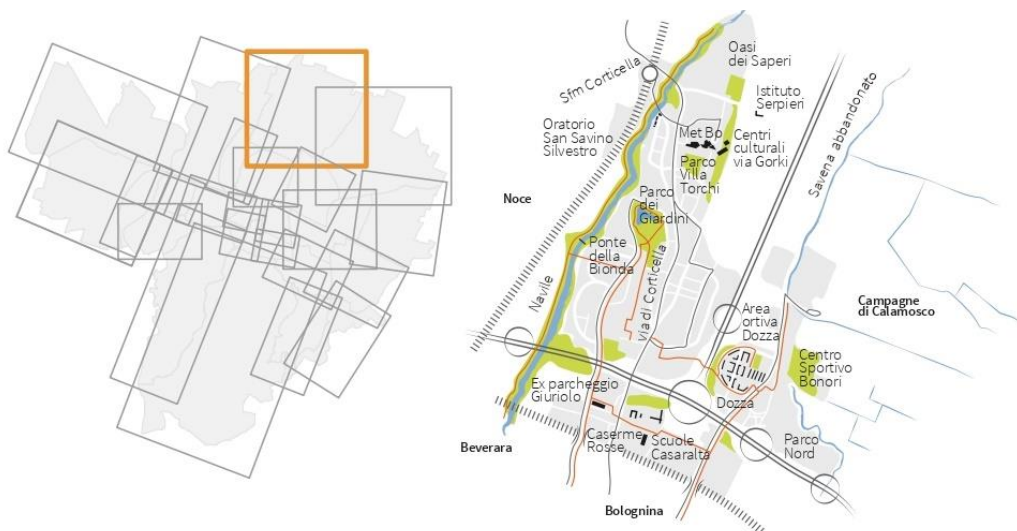 Oasi
dei Saperi
Sfm Corticella
Istituto
Serpieri
Oratorio
San Savino
Silvestro
Met Bp
Centri
culturali
via Gorki
Parco
Villa
Torchi
Savena abbandonato
Noce
Parco
dei
Giardini
Ponte
della
Bionda
Navile
via di Corticella
Campagne
di Calamosco
Area
ortiva
Dozza
Centro
Sportivo
Bonori
Ex parcheggio
Giuriolo
Dozza
Beverara
Caserme
Rosse
Scuole
Casaralta
Parco
Nord
Bolognina